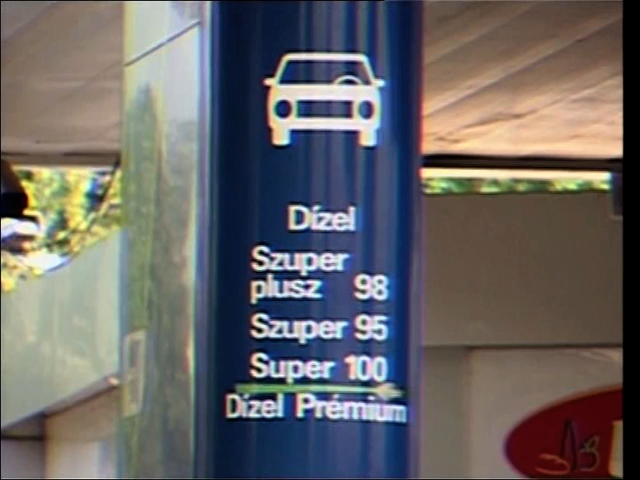 Dízel
Szuper
plusz 98
Szuper 95
Super 100
Dízel Prémium